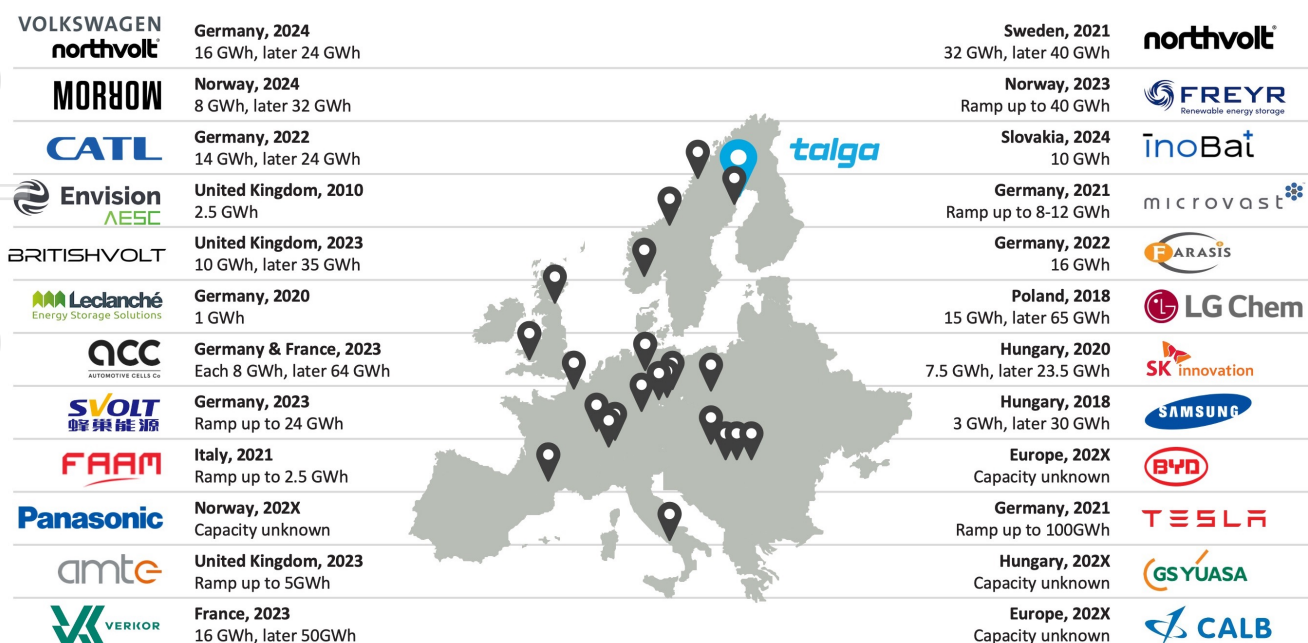 VOLKSWAGEN
northvolt
Germany, 2024
16 GWh, later 24 GWh
MORROW
Norway, 2024
8 GWh, later 32 GWh
CATL
Germany, 2022
14 GWh, later 24 GWh
Envision
AESC
United Kingdom, 2010
2.5 GWh
BRITISHVOLT
United Kingdom, 2023
10 GWh, later 35 GWh
Leclanché
Energy Storage Solutions
Germany, 2020
1 GWh
acc
AUTOMOTIVE CELLS Co
Germany & France, 2023
Each 8 GWh, later 64 GWh
SVOLT
蜂巢能源
Germany, 2023
Ramp up to 24 GWh
FAAM
Italy, 2021
Ramp up to 2.5 GWh
Panasonic
Norway, 202X
Capacity unknown
amte
United Kingdom, 2023
Ramp up to 5GWh
VERKOR
France, 2023
16 GWh, later 50GWh
talga
Sweden, 2021
32 GWh, later 40 GWh
northvolt
Norway, 2023
Ramp up to 40 GWh
FREYR
Renewable energy storage
Slovakia, 2024
10 GWh
inoBat
Germany, 2021
Ramp up to 8-12 GWh
microvast
Germany, 2022
16 GWh
FARASIS
Poland, 2018
15 GWh, later 65 GWh
LG Chem
Hungary, 2020
7.5 GWh, later 23.5 GWh
SK innovation
Hungary, 2018
3 GWh, later 30 GWh
SAMSUNG
Europe, 202X
Capacity unknown
BYD
Germany, 2021
Ramp up to 100GWh
TESLA
Hungary, 202X
Capacity unknown
GS YUASA
Europe, 202X
Capacity unknown
CALB